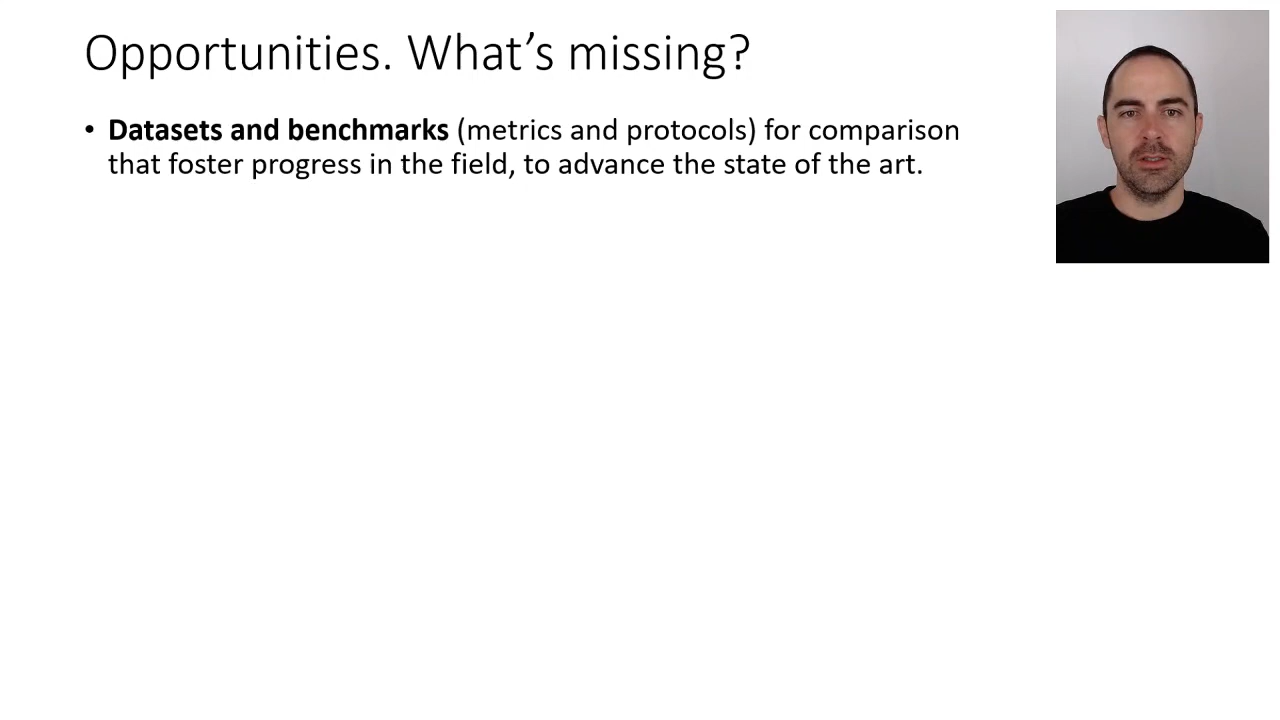 Opportunities. What's missing?
• Datasets and benchmarks (metrics and protocols) for comparison
that foster progress in the field, to advance the state of the art.